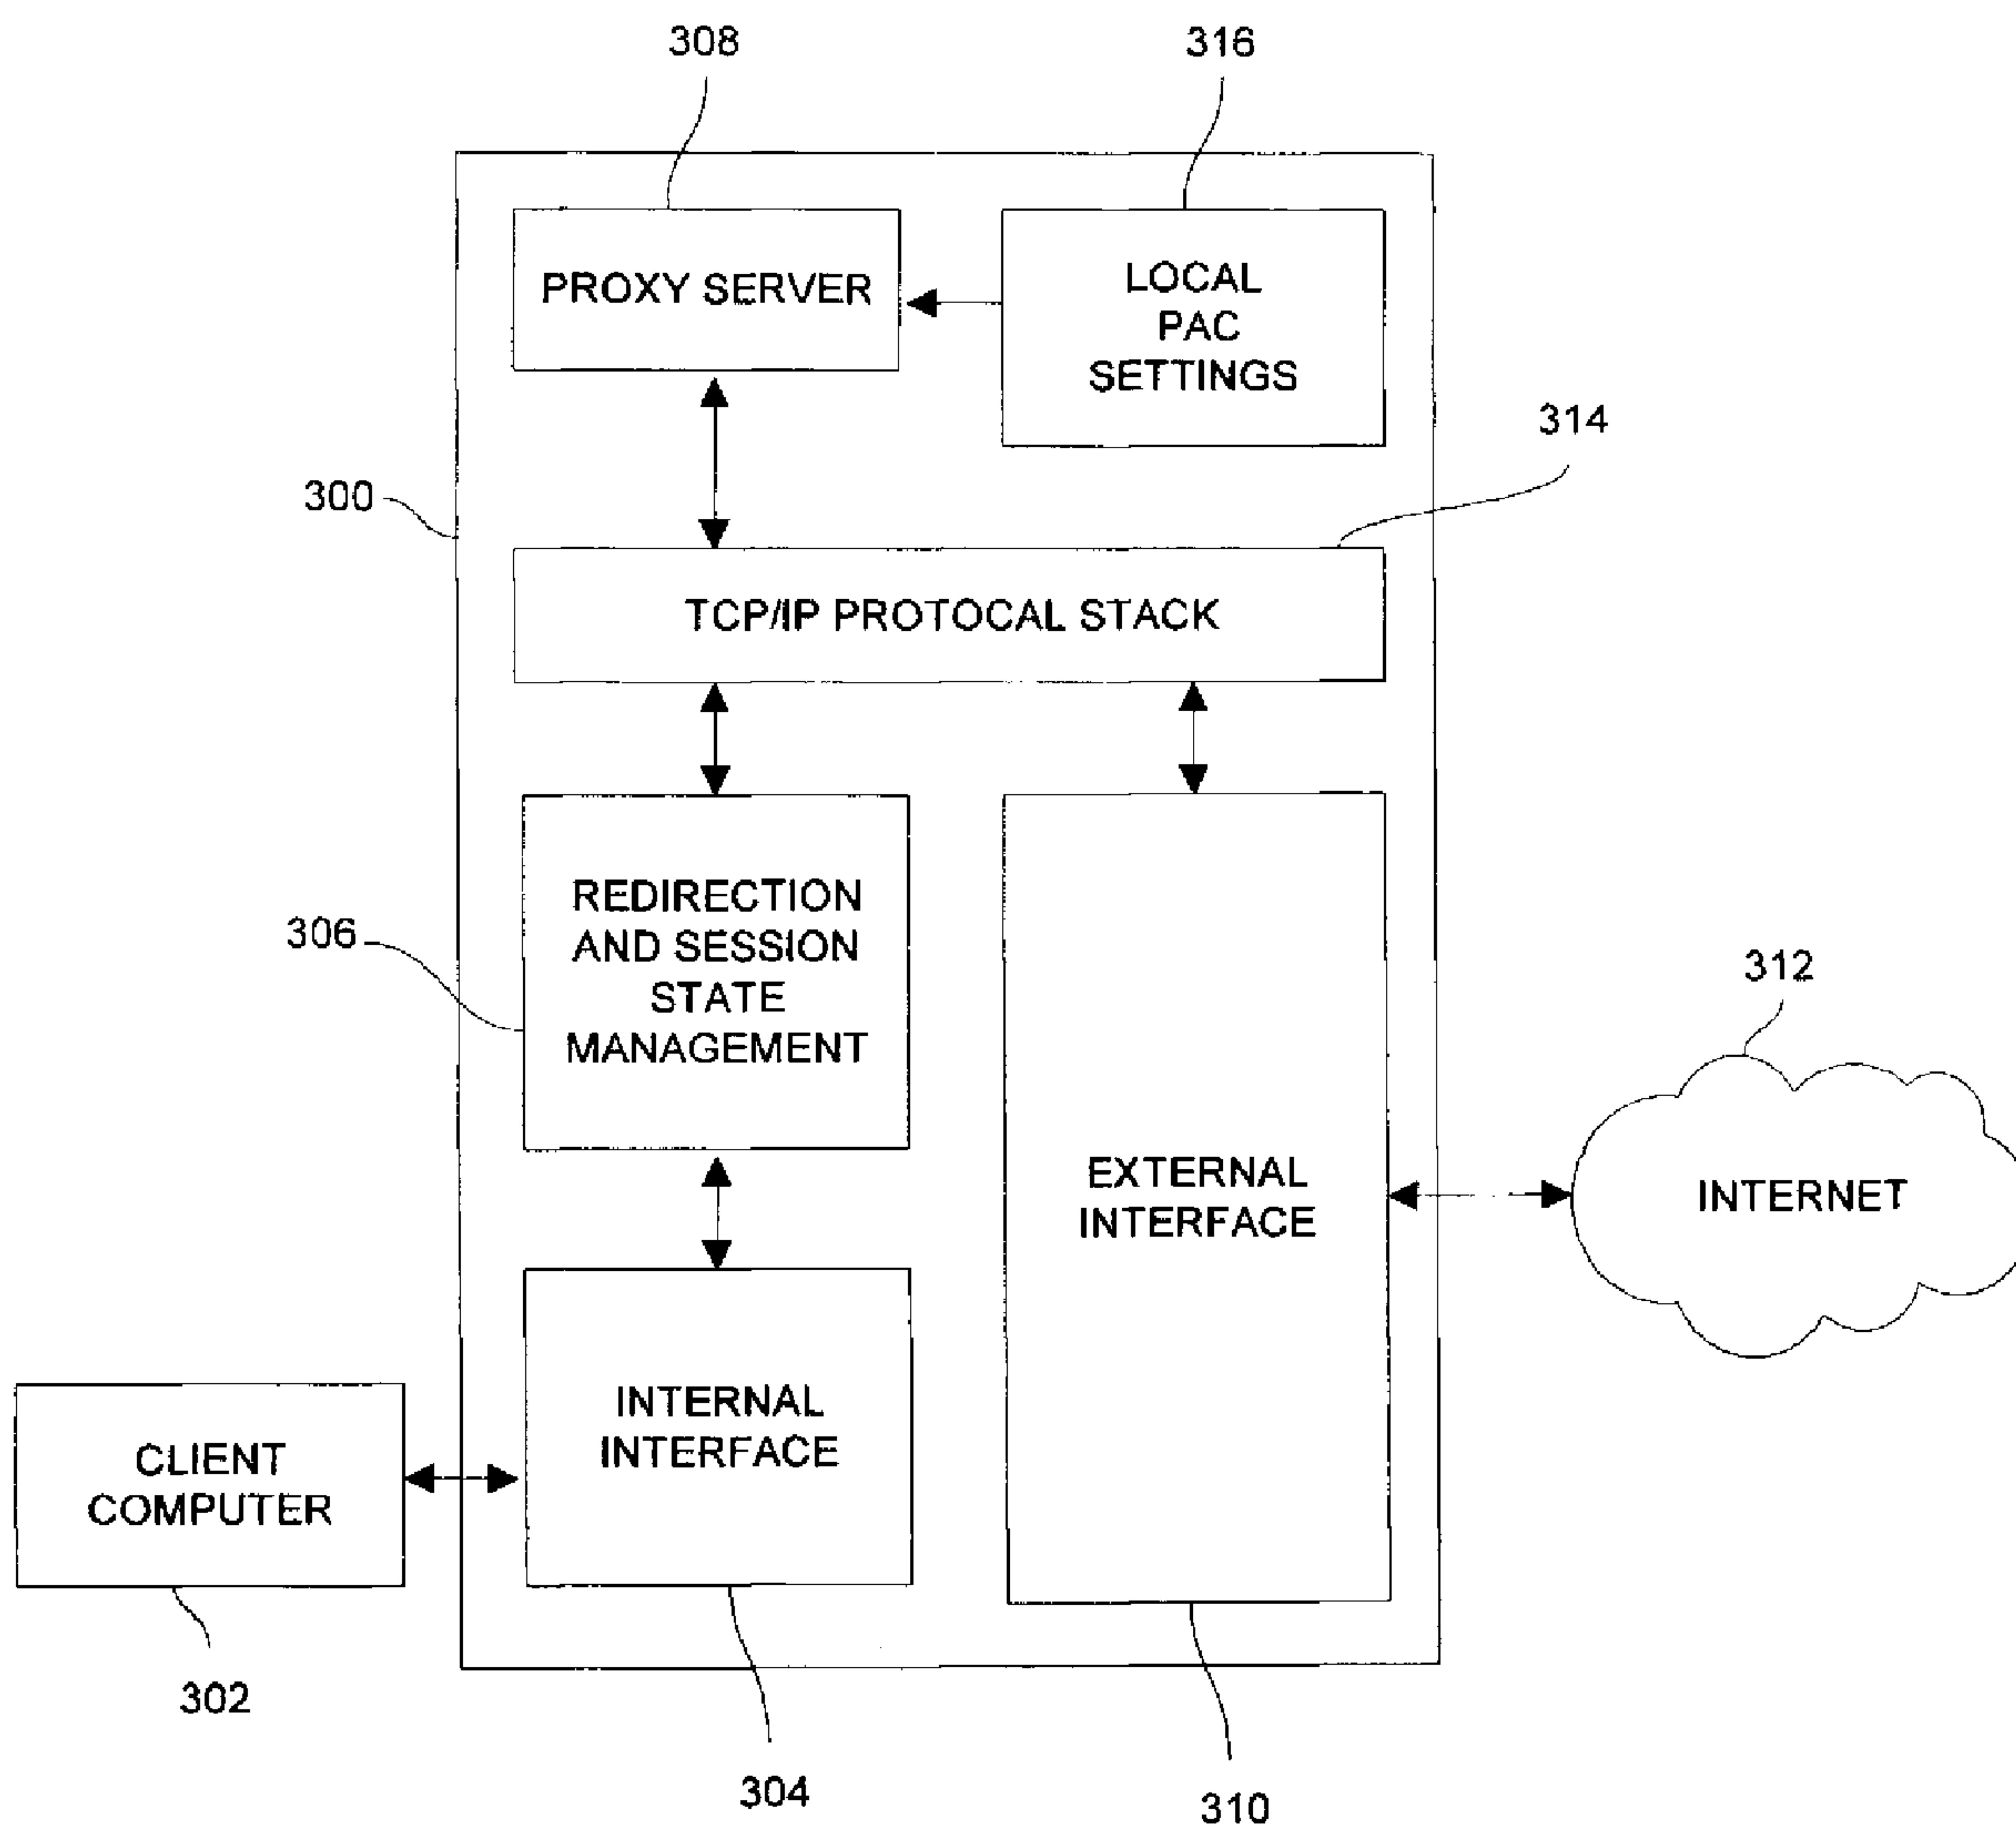 308
316
PROXY SERVER
LOCAL
PAC
SETTINGS
314
300
TCP/IP PROTOCAL STACK
REDIRECTION
AND SESSION
STATE
MANAGEMENT
306
312
EXTERNAL
INTERFACE
INTERNET
INTERNAL
INTERFACE
CLIENT
COMPUTER
302
304
310